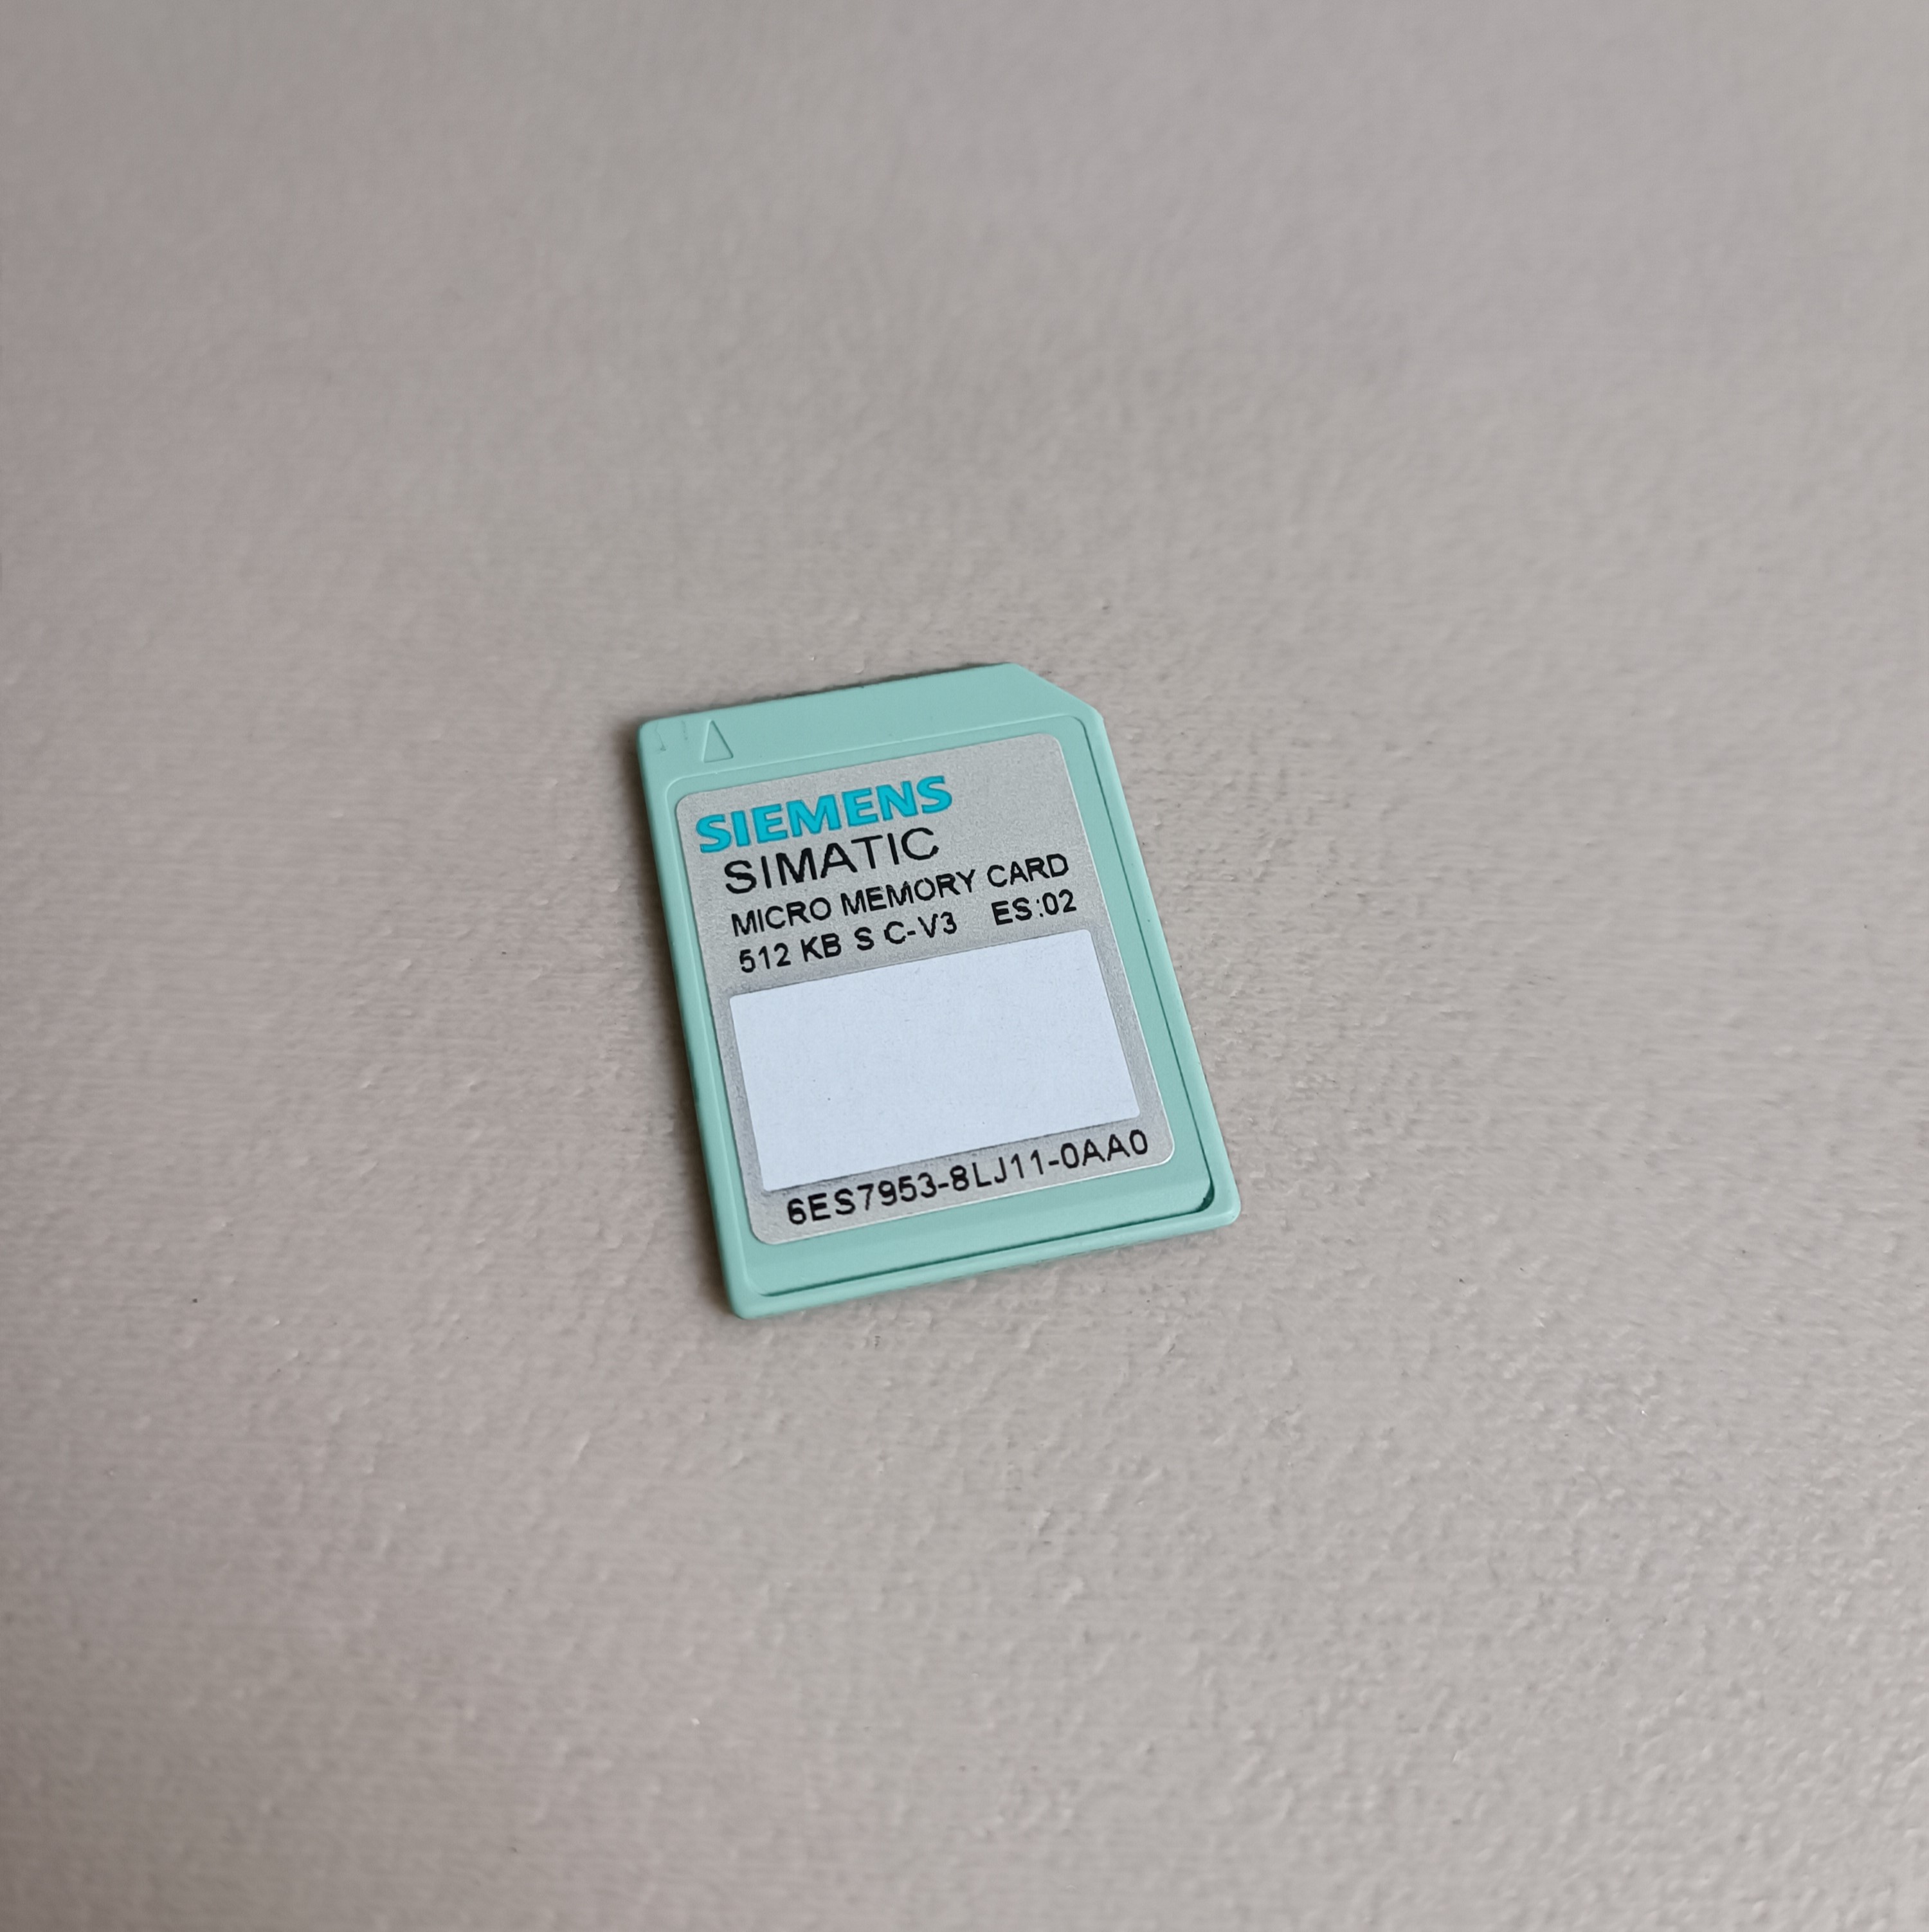 SIEMENS
SIMATIC
MICRO MEMORY CARD
512 KB S C-V3 ES:02
6ES7953-8LJ11-0AA0